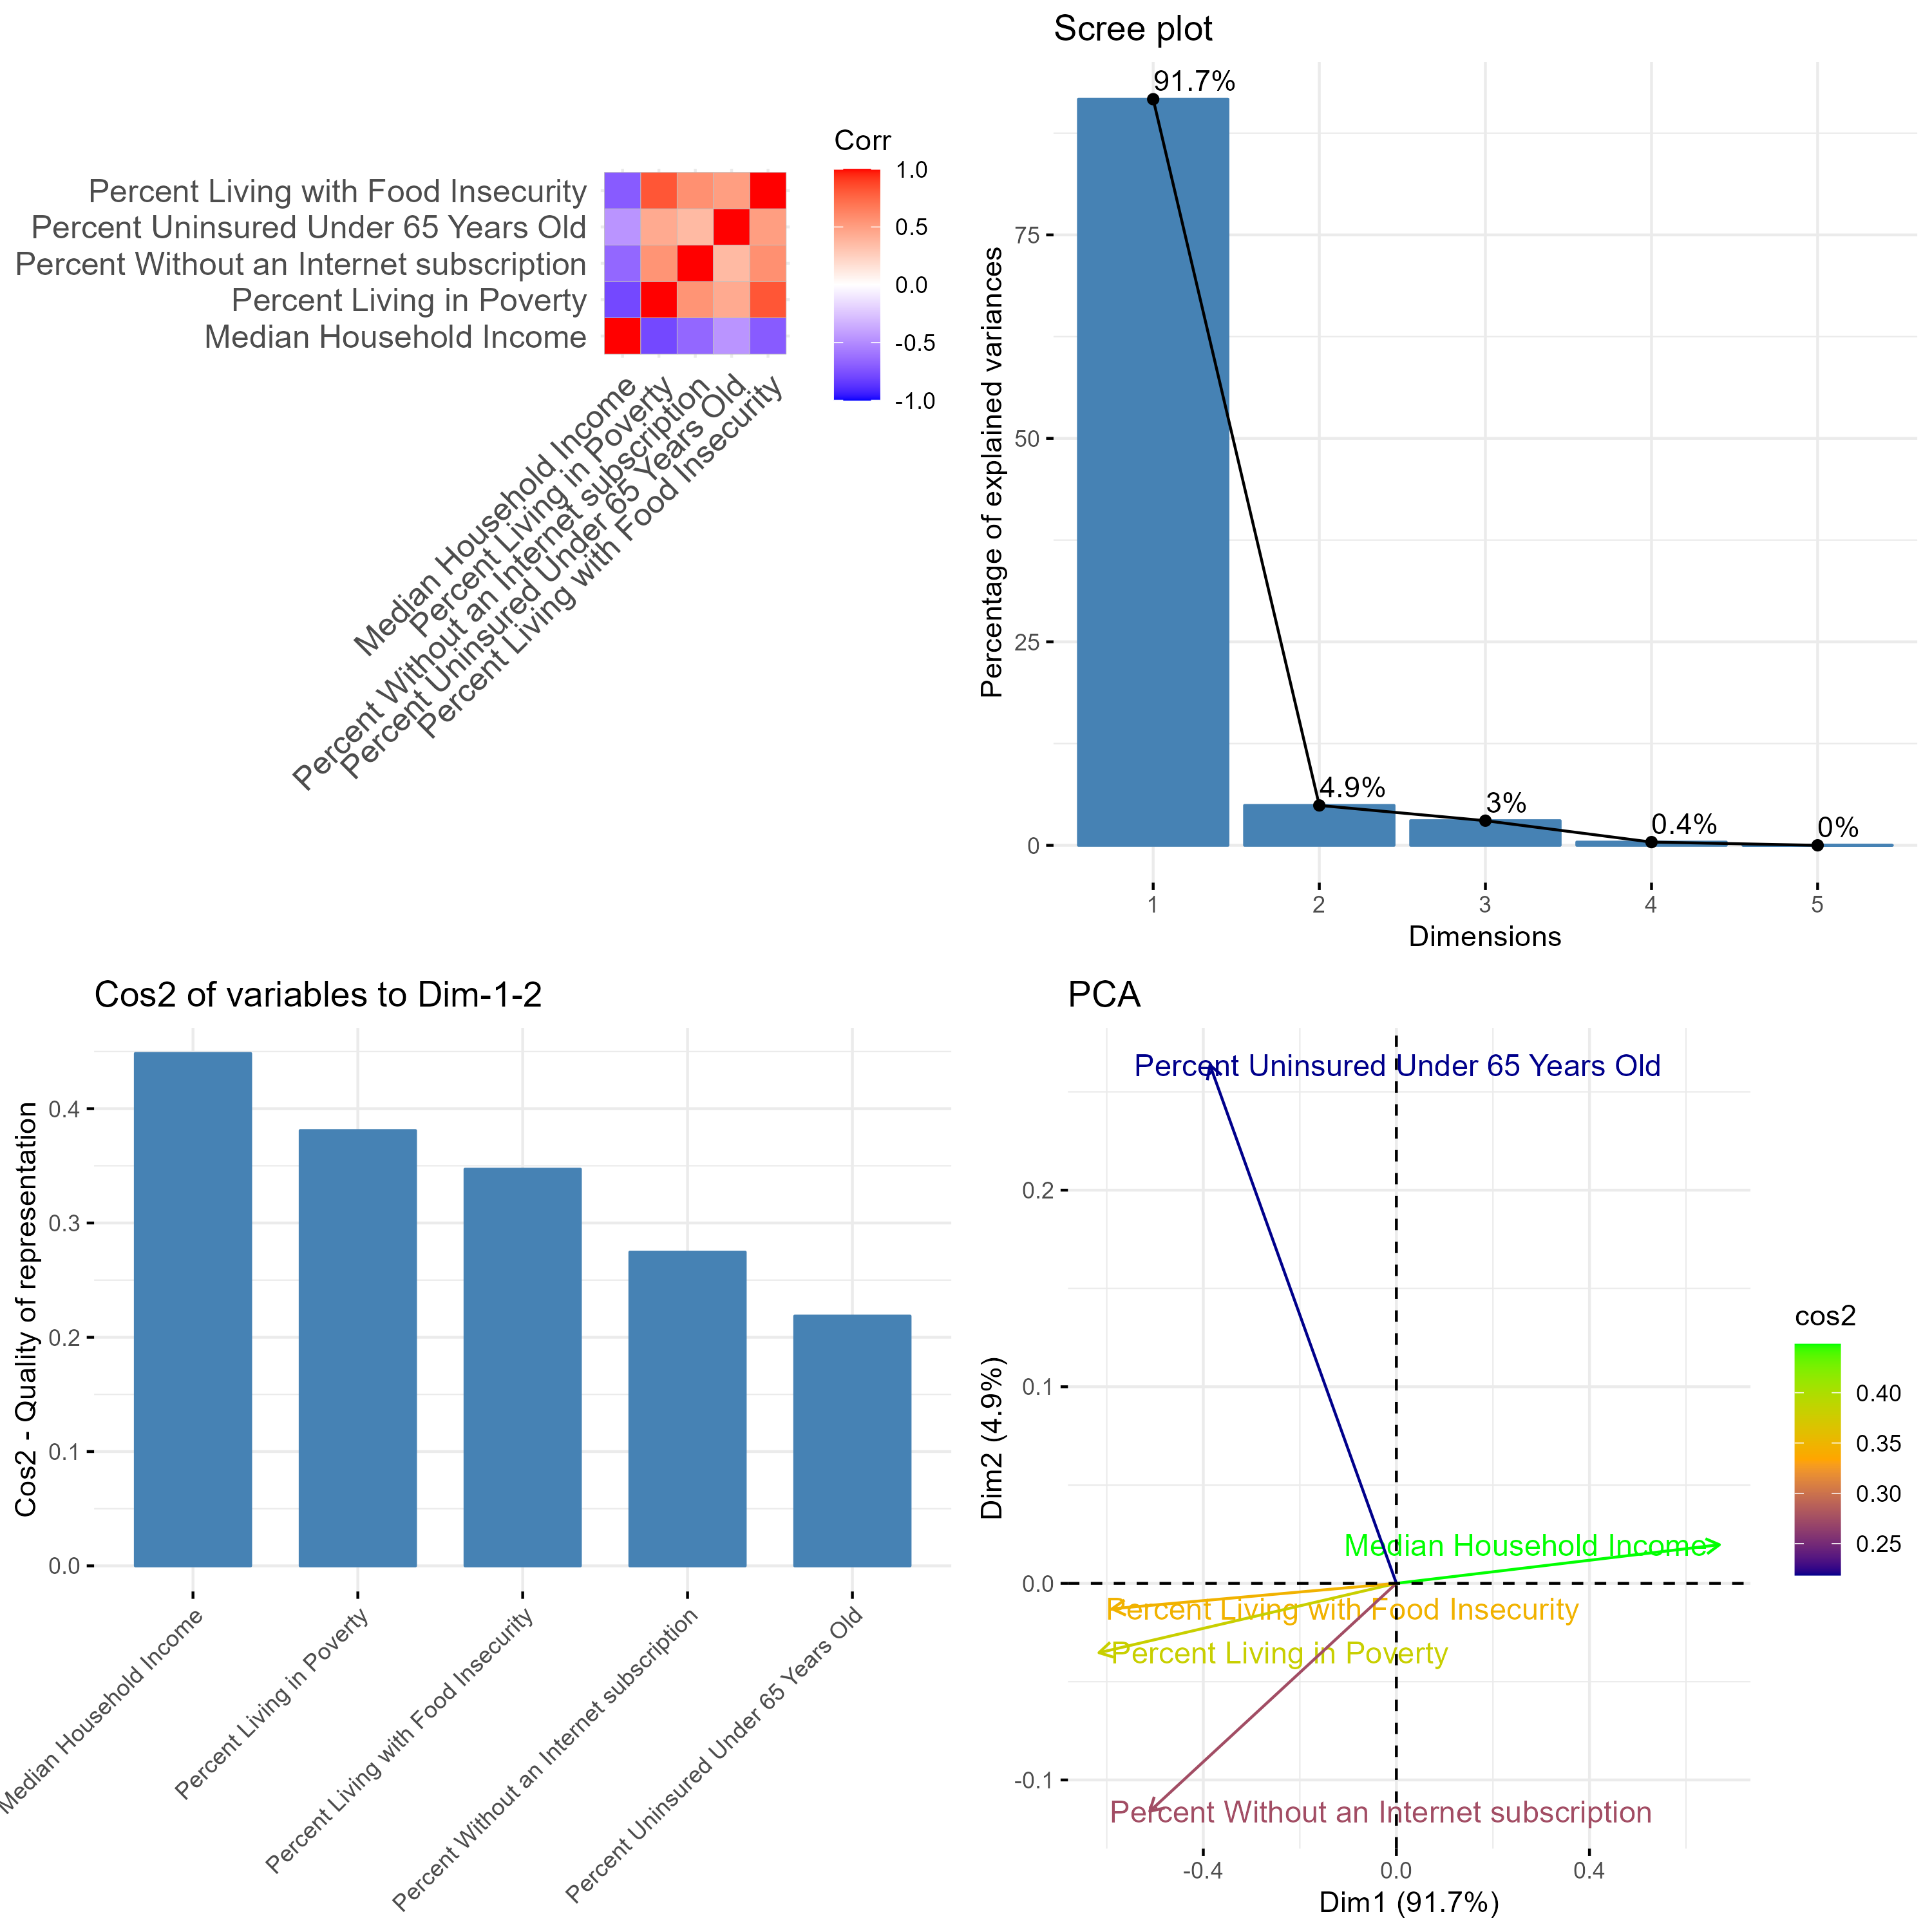 Corr
1.0
0.5
0.0
-0.5
-1.0
Percent Living with Food Insecurity
Percent Uninsured Under 65 Years Old
Percent Without an Internet subscription
Percent Living in Poverty
Median Household Income
Median Household Income
Percent Living in Poverty
Percent Without an Internet subscription
Percent Uninsured Under 65 Years Old
Percent Living with Food Insecurity
Scree plot
Percentage of explained variances
75
50
25
0
91.7%
4.9%
3%
0.4%
0%
1
2
3
4
5
Dimensions
Cos2 of variables to Dim-1-2
Cos2 - Quality of representation
0.4
0.3
0.2
0.1
0.0
Median Household Income
Percent Living in Poverty
Percent Living with Food Insecurity
Percent Without an Internet subscription
Percent Uninsured Under 65 Years Old
PCA
Dim2 (4.9%)
0.2
0.1
0.0
-0.1
Percent Uninsured Under 65 Years Old
Median Household Income
Percent Living with Food Insecurity
Percent Living in Poverty
Percent Without an Internet subscription
-0.4
0.0
0.4
Dim1 (91.7%)
cos2
0.40
0.35
0.30
0.25